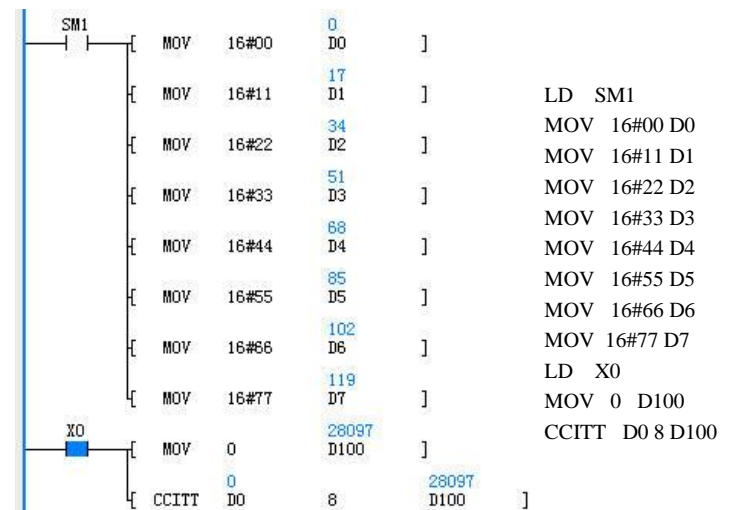 SM1
0
[ MOV 16#00 D0 ]
17
[ MOV 16#11 D1 ]
34
[ MOV 16#22 D2 ]
51
[ MOV 16#33 D3 ]
68
[ MOV 16#44 D4 ]
85
[ MOV 16#55 D5 ]
102
[ MOV 16#66 D6 ]
119
[ MOV 16#77 D7 ]
X0
28097
[ MOV 0 D100 ]
0 28097
[ CCITT D0 8 D100 ]
LD SM1
MOV 16#00 D0
MOV 16#11 D1
MOV 16#22 D2
MOV 16#33 D3
MOV 16#44 D4
MOV 16#55 D5
MOV 16#66 D6
MOV 16#77 D7
LD X0
MOV 0 D100
CCITT D0 8 D100